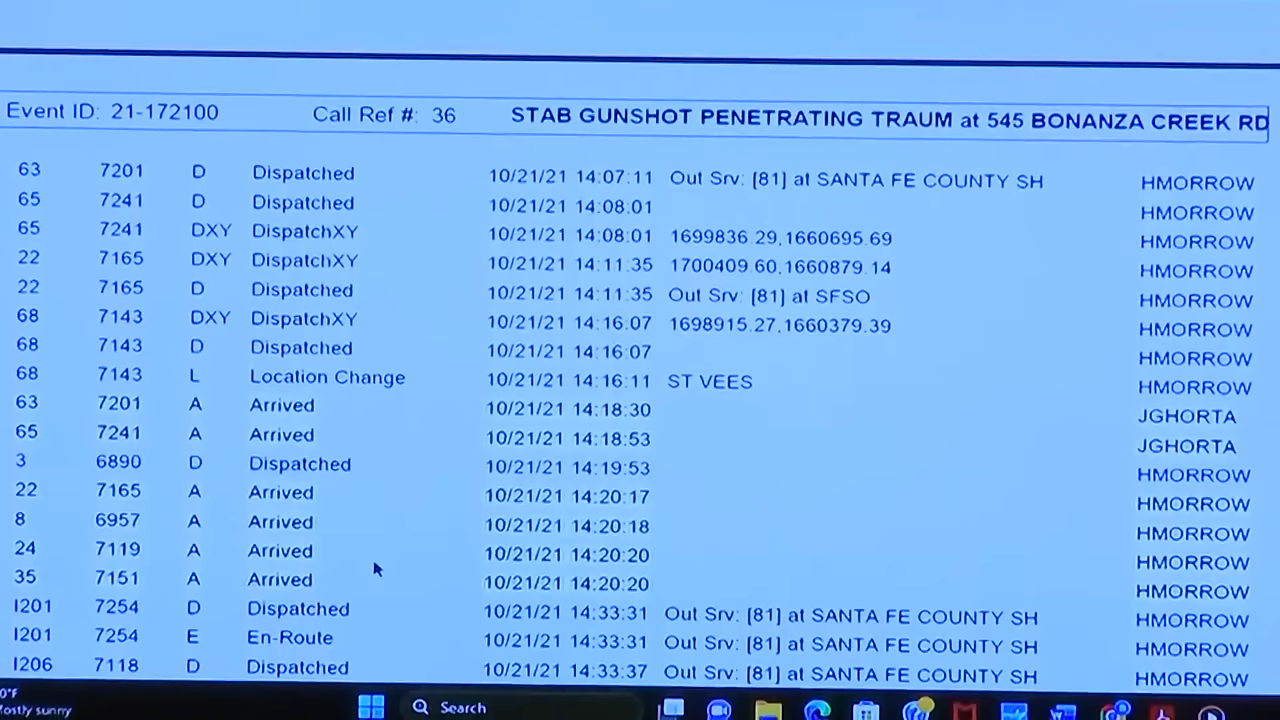 Event ID: 21-172100 Call Ref #: 36 STAB GUNSHOT PENETRATING TRAUM at 545 BONANZA CREEK RD
63 7201 D Dispatched 10/21/21 14:07:11 Out Srv: [81] at SANTA FE COUNTY SH HMORROW
65 7241 D Dispatched 10/21/21 14:08:01 HMORROW
65 7241 DXY DispatchXY 10/21/21 14:08:01 1699836.29,1660695.69 HMORROW
22 7165 DXY DispatchXY 10/21/21 14:11:35 1700409.60,1660879.14 HMORROW
22 7165 D Dispatched 10/21/21 14:11:35 Out Srv: [81] at SFSO HMORROW
68 7143 DXY DispatchXY 10/21/21 14:16:07 1698915.27,1660379.39 HMORROW
68 7143 D Dispatched 10/21/21 14:16:07 HMORROW
68 7143 L Location Change 10/21/21 14:16:11 ST VEES HMORROW
63 7201 A Arrived 10/21/21 14:18:30 JGHORTA
65 7241 A Arrived 10/21/21 14:18:53 JGHORTA
3 6890 D Dispatched 10/21/21 14:19:53 HMORROW
22 7165 A Arrived 10/21/21 14:20:17 HMORROW
8 6957 A Arrived 10/21/21 14:20:18 HMORROW
24 7119 A Arrived 10/21/21 14:20:20 HMORROW
35 7151 A Arrived 10/21/21 14:20:20 HMORROW
I201 7254 D Dispatched 10/21/21 14:33:31 Out Srv: [81] at SANTA FE COUNTY SH HMORROW
I201 7254 E En-Route 10/21/21 14:33:31 Out Srv: [81] at SANTA FE COUNTY SH HMORROW
I206 7118 D Dispatched 10/21/21 14:33:37 Out Srv: [81] at SANTA FE COUNTY SH HMORROW
0°F
ostly sunny
Search